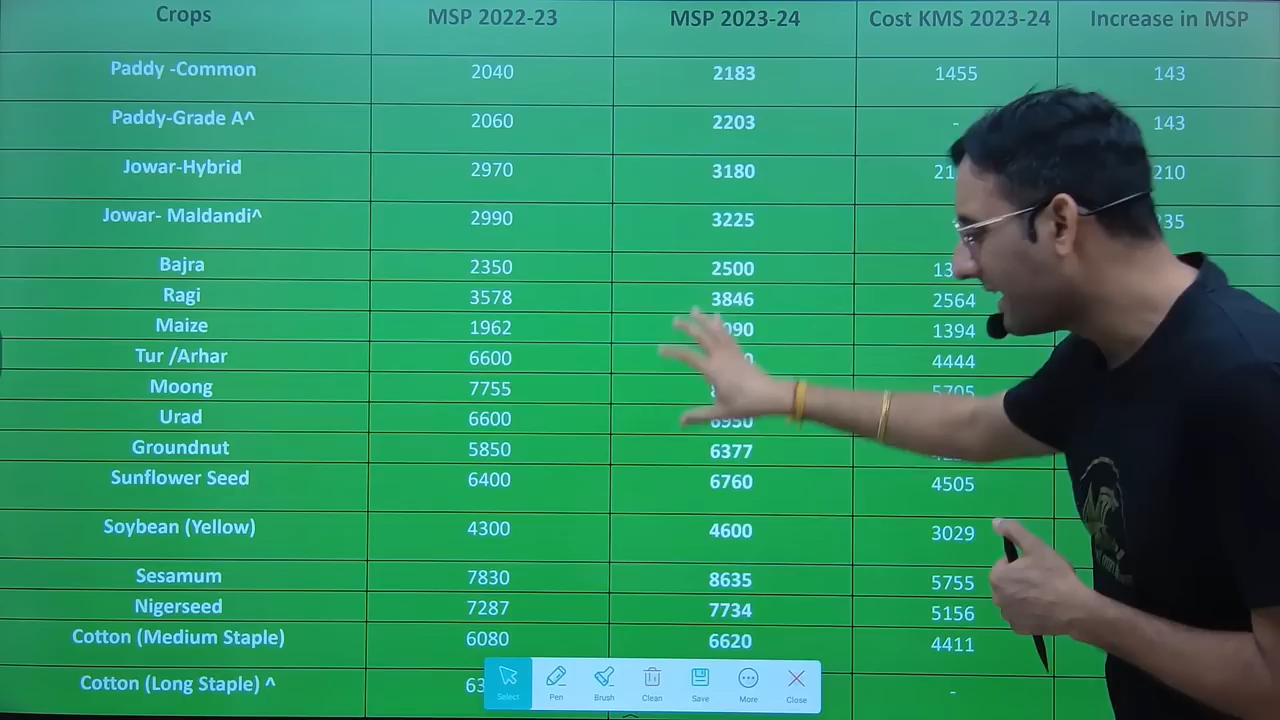 Crops MSP 2022-23 MSP 2023-24 Cost KMS 2023-24 Increase in MSP
Paddy -Common 2040 2183 1455 143
Paddy-Grade A^ 2060 2203 - 143
Jowar-Hybrid 2970 3180 210
Jowar- Maldandi^ 2990 3225
Bajra 2350 2500
Ragi 3578 3846 2564
Maize 1962 1394
Tur /Arhar 6600 4444
Moong 7755 5705
Urad 6600 6950
Groundnut 5850 6377
Sunflower Seed 6400 6760 4505
Soybean (Yellow) 4300 4600 3029
Sesamum 7830 8635 5755
Nigerseed 7287 7734 5156
Cotton (Medium Staple) 6080 6620 4411
Cotton (Long Staple) ^ -
Select Pen Brush Clean Save More Close